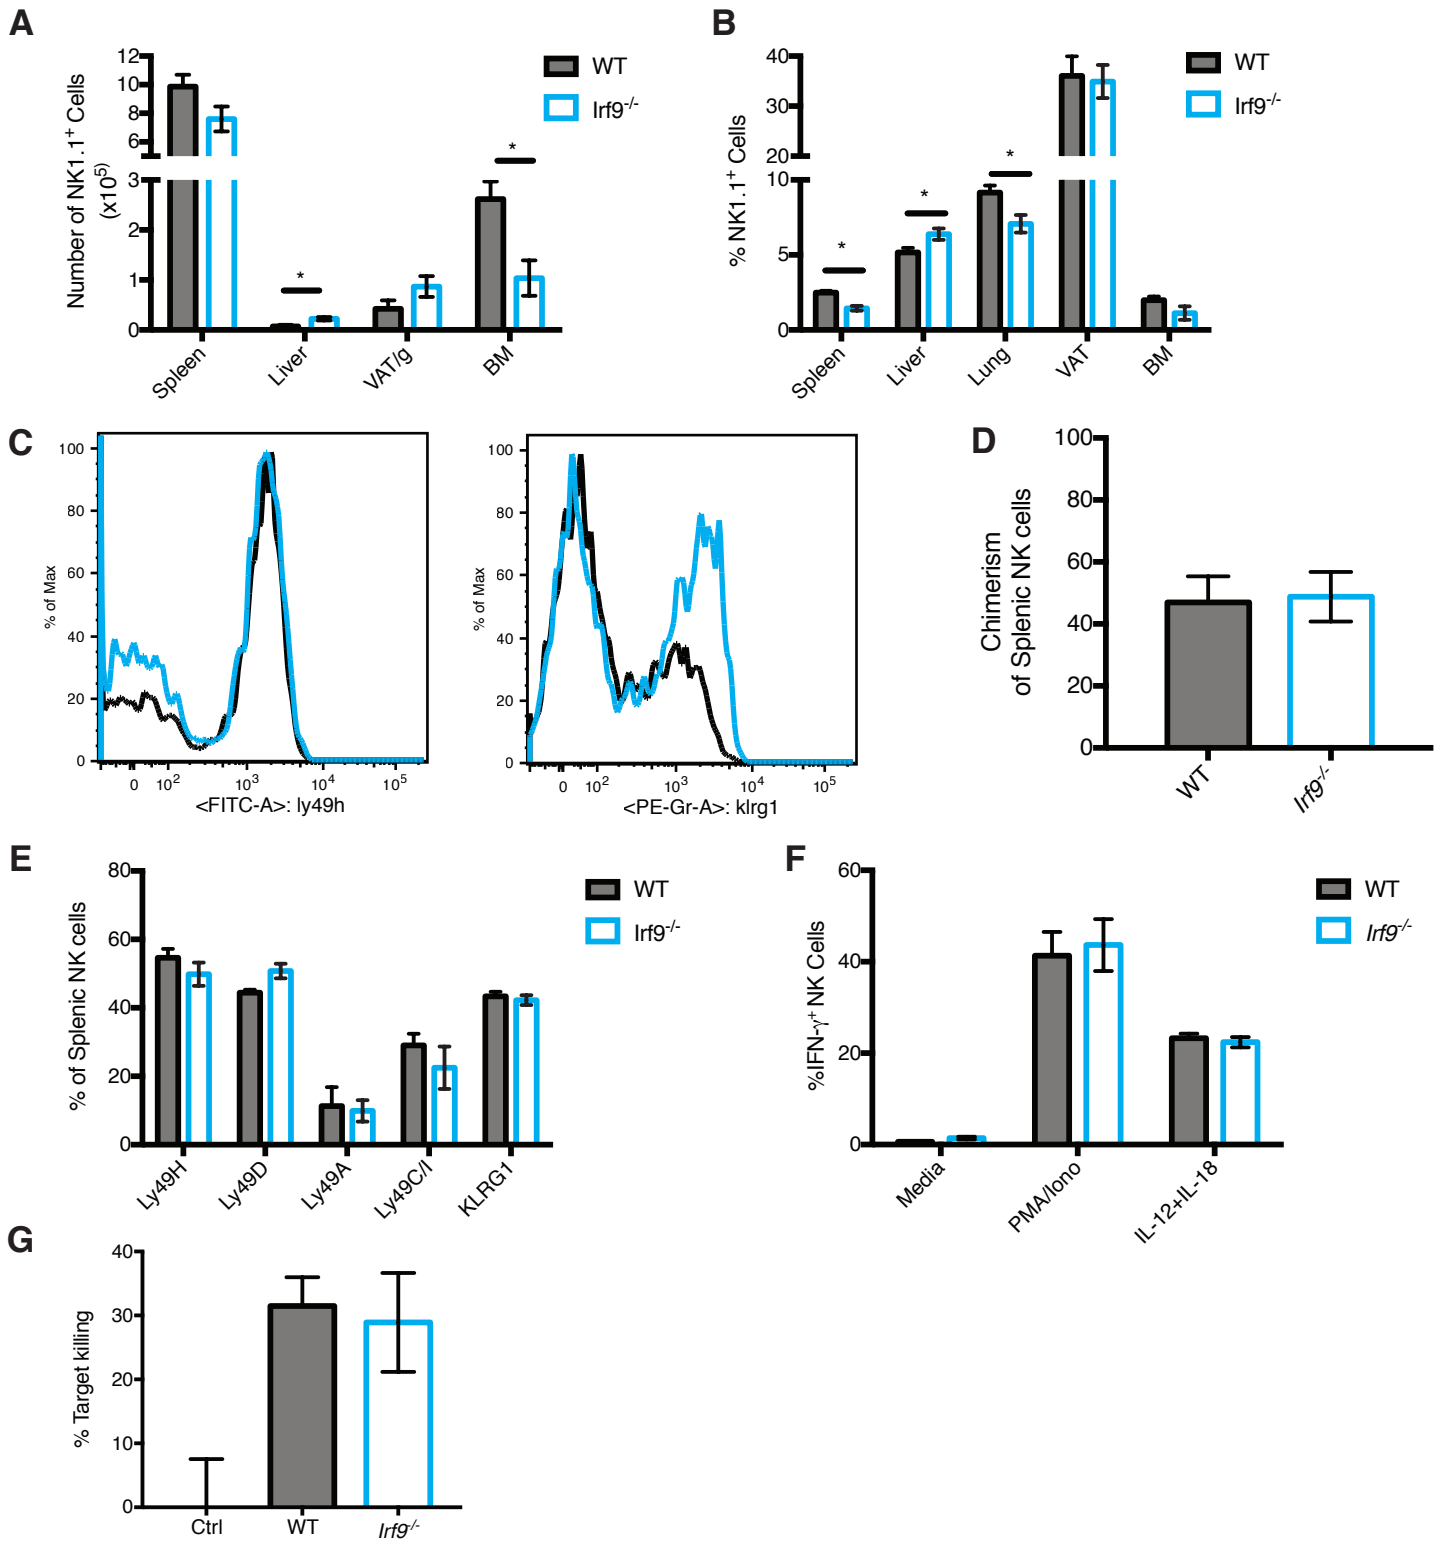 A
Number of NK1.1+ Cells
(x10^5)
12
10
8
6
3
2
1
0
*
*
Spleen
Liver
VAT/g
BM
WT
Irf9-/-
B
% NK1.1+ Cells
40
30
20
10
5
0
*
*
*
Spleen
Liver
Lung
VAT
BM
WT
Irf9-/-
C
% of Max
100
80
60
40
20
0
0 10^2 10^3 10^4 10^5
<FITC-A>: ly49h
% of Max
100
80
60
40
20
0
0 10^2 10^3 10^4 10^5
<PE-Gr-A>: klrg1
D
Chimerism
of Splenic NK cells
100
80
60
40
20
0
WT
Irf9-/-
E
% of Splenic NK cells
80
60
40
20
0
Ly49H
Ly49D
Ly49A
Ly49C/I
KLRG1
WT
Irf9-/-
F
%IFN-γ+ NK Cells
60
40
20
0
Media
PMA/Iono
IL-12+IL-18
WT
Irf9-/-
G
% Target killing
40
30
20
10
0
Ctrl
WT
Irf9-/-